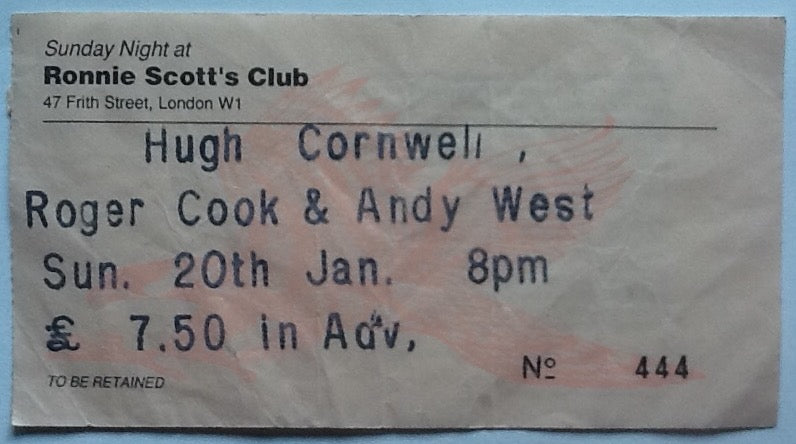 Sunday Night at
Ronnie Scott's Club
47 Frith Street, London W1
Hugh Cornwell,
Roger Cook & Andy West
Sun. 20th Jan. 8pm
£ 7.50 in Adv,
Nº 444
TO BE RETAINED